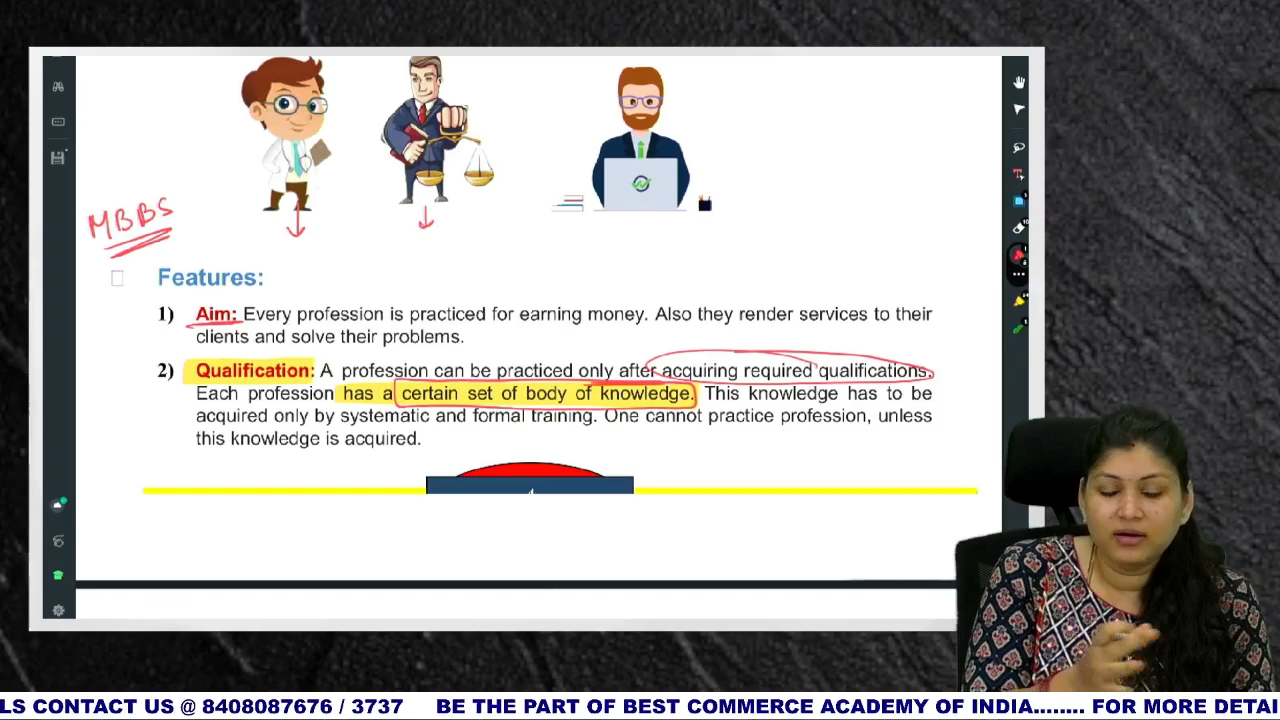 MBBS
Features:
1) Aim: Every profession is practiced for earning money. Also they render services to their
clients and solve their problems.
2) Qualification: A profession can be practiced only after acquiring required qualifications.
Each profession has a certain set of body of knowledge. This knowledge has to be
acquired only by systematic and formal training. One cannot practice profession, unless
this knowledge is acquired.
LS CONTACT US @ 8408087676 / 3737 BE THE PART OF BEST COMMERCE ACADEMY OF INDIA........ FOR MORE DETAI